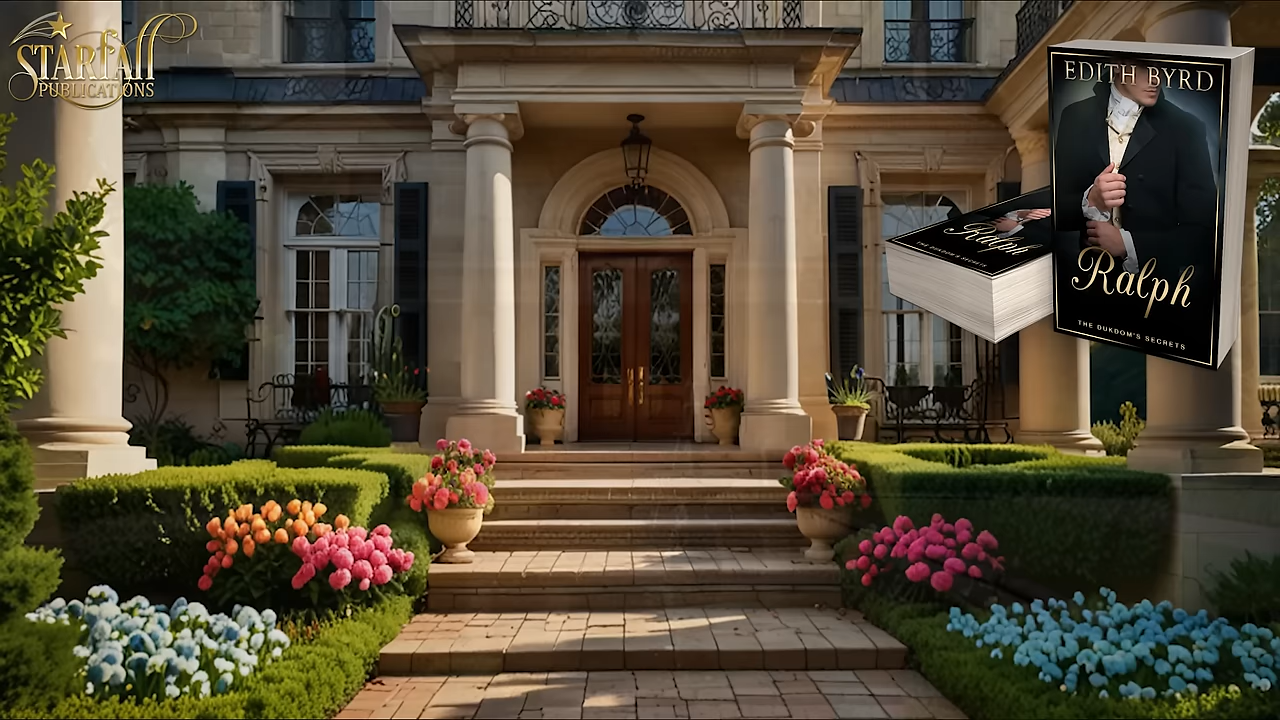 STARfall
PUBLICATIONS
EDITH BYRD
Ralph
THE DUKDOM'S SECRETS
Ralph
THE DUKDOM'S SECRETS